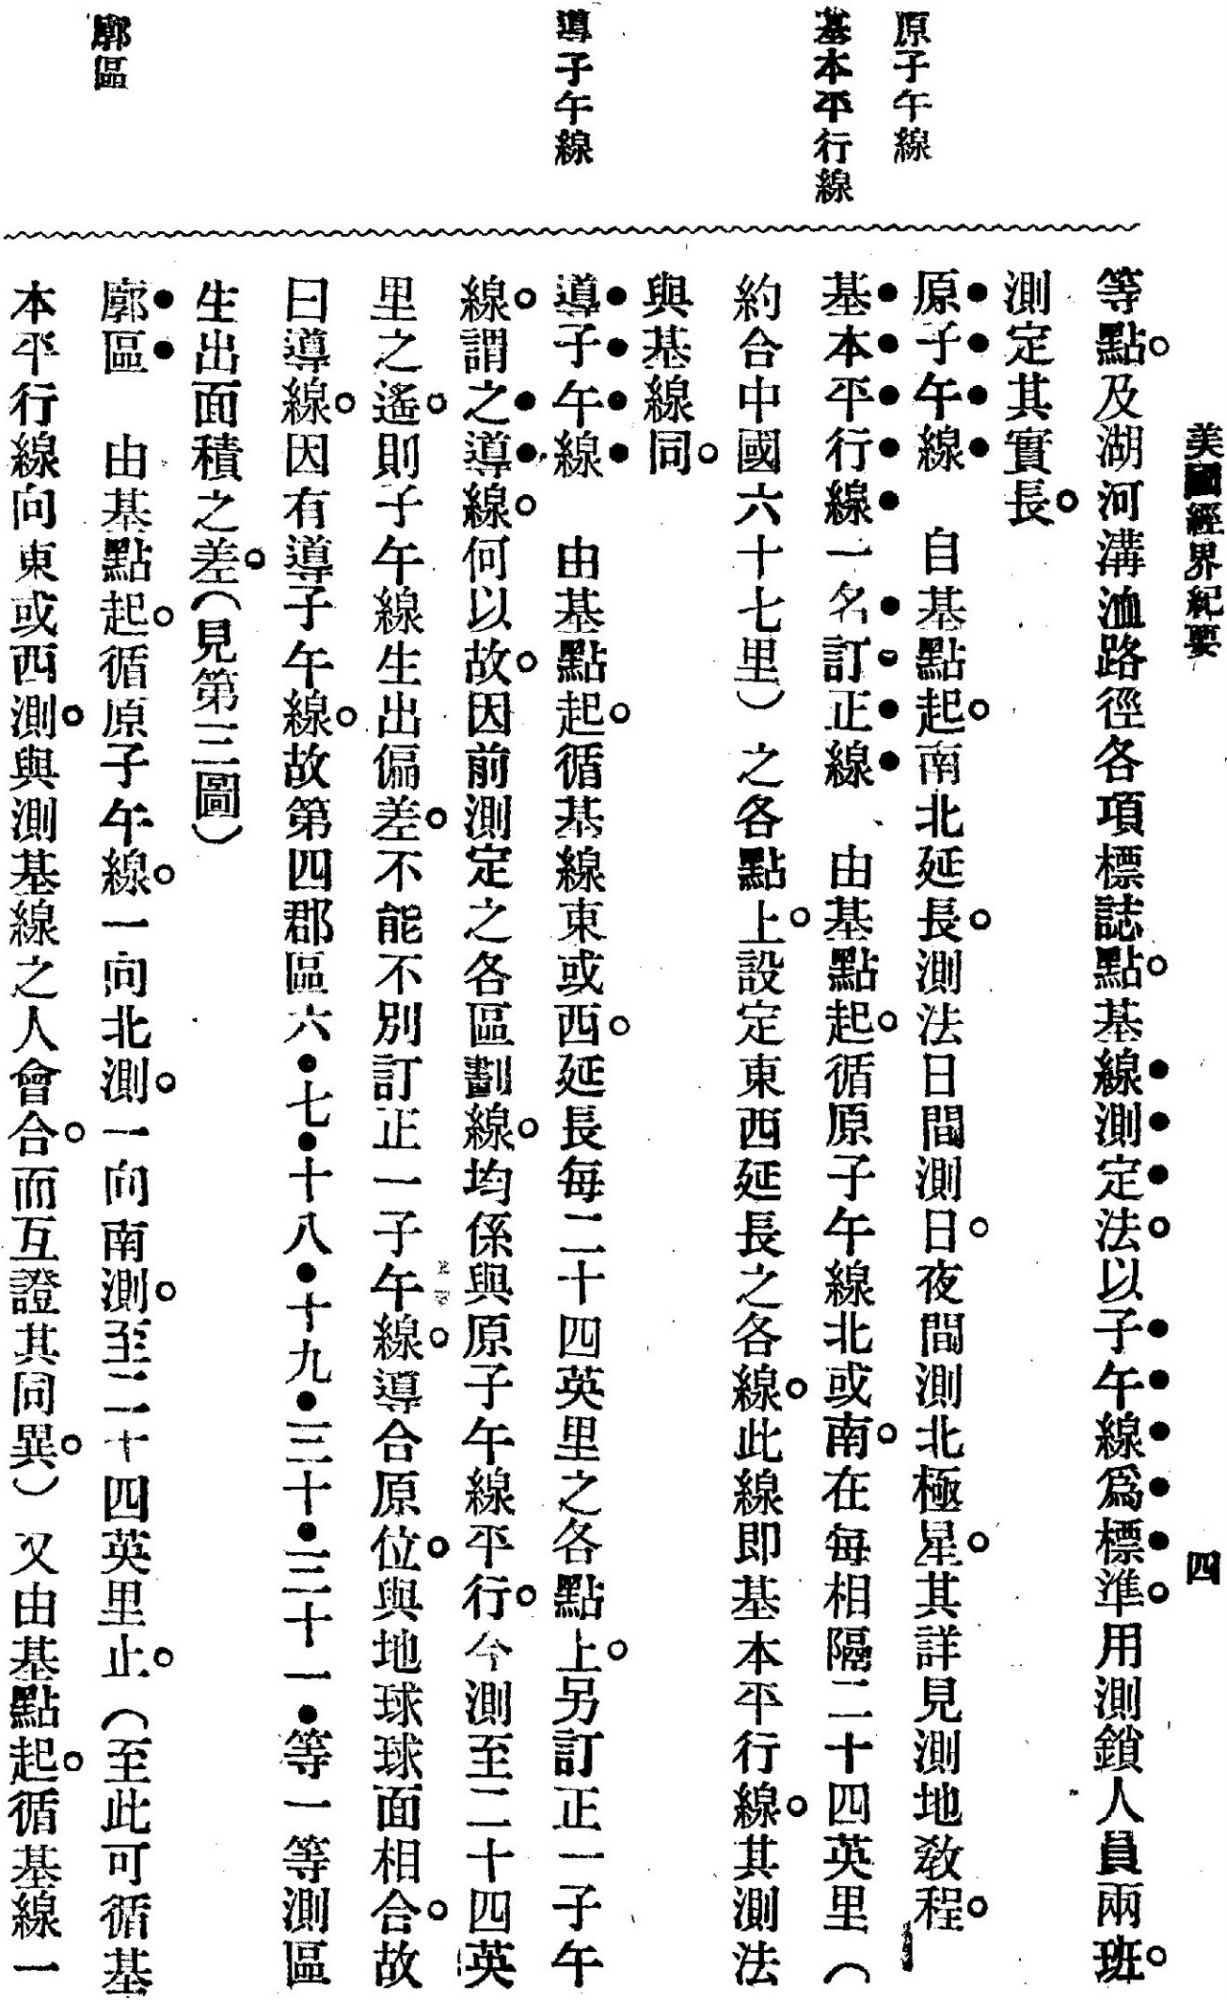 美國經界紀要　四
原子午線
基本平行線
導子午線
廓區
等點。及湖河溝洫路徑各項標誌點。基線測定法。以子午線爲標準。用測鎖人員兩班。
測定其實長。
原子午線　自基點起。南北延長。測法日間測日。夜間測北極星。其詳見測地教程。
基本平行線一名訂正線　由基點起。循原子午線北或南。在每相隔二十四英里（
約合中國六十七里）之各點上。設定東西延長之各線。此線即基本平行線。其測法
與基線同。
導子午線　由基點起。循基線東或西。延長每二十四英里之各點上。另訂正一子午
線。謂之導線。何以故。因前測定之各區劃線。均係與原子午線平行。今測至二十四英
里之遙。則子午線生出偏差。不能不別訂正一子午線。導合原位。與地球球面相合。故
曰導線。因有導子午線。故第四郡區六•七•十八•十九•三十•三十一•等一等測區
生出面積之差。（見第三圖）
廓區　由基點起。循原子午線。一向北測。一向南測。至二十四英里止。（至此可循基
本平行線向東或西測。與測基線之人會合。而互證其同異。）又由基點起。循基線一